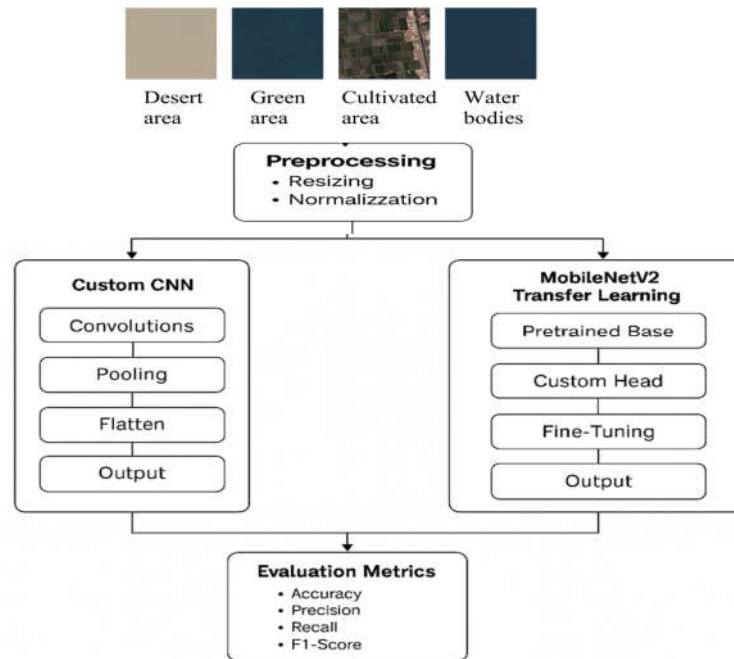 Desert
area
Green
area
Cultivated
area
Water
bodies
Preprocessing
• Resizing
• Normalizzation
Custom CNN
Convolutions
Pooling
Flatten
Output
MobileNetV2
Transfer Learning
Pretrained Base
Custom Head
Fine-Tuning
Output
Evaluation Metrics
• Accuracy
• Precision
• Recall
• F1-Score